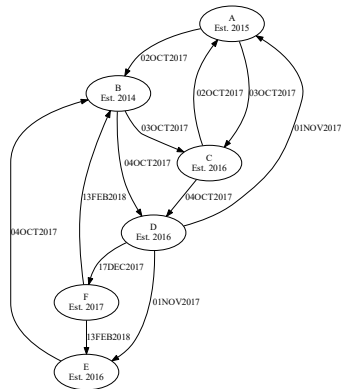 A
Est. 2015
02OCT2017
B
Est. 2014
02OCT2017
03OCT2017
03OCT2017
01NOV2017
C
Est. 2016
04OCT2017
13FEB2018
04OCT2017
04OCT2017
D
Est. 2016
17DEC2017
F
Est. 2017
01NOV2017
13FEB2018
E
Est. 2016